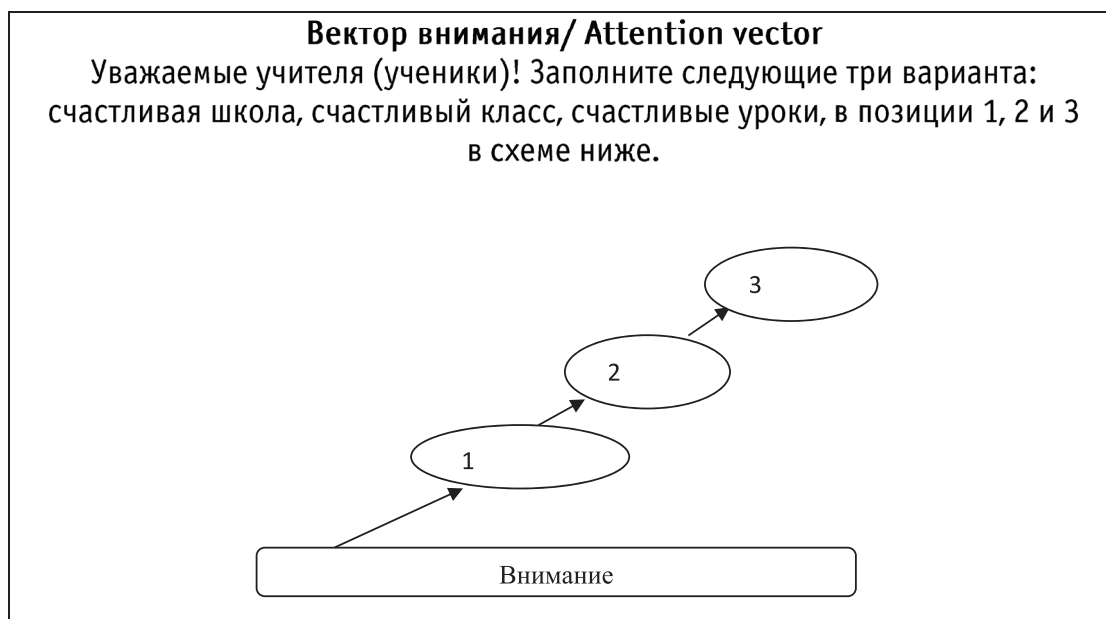 Вектор внимания/ Attention vector
Уважаемые учителя (ученики)! Заполните следующие три варианта:
счастливая школа, счастливый класс, счастливые уроки, в позиции 1, 2 и 3
в схеме ниже.
3
2
1
Внимание